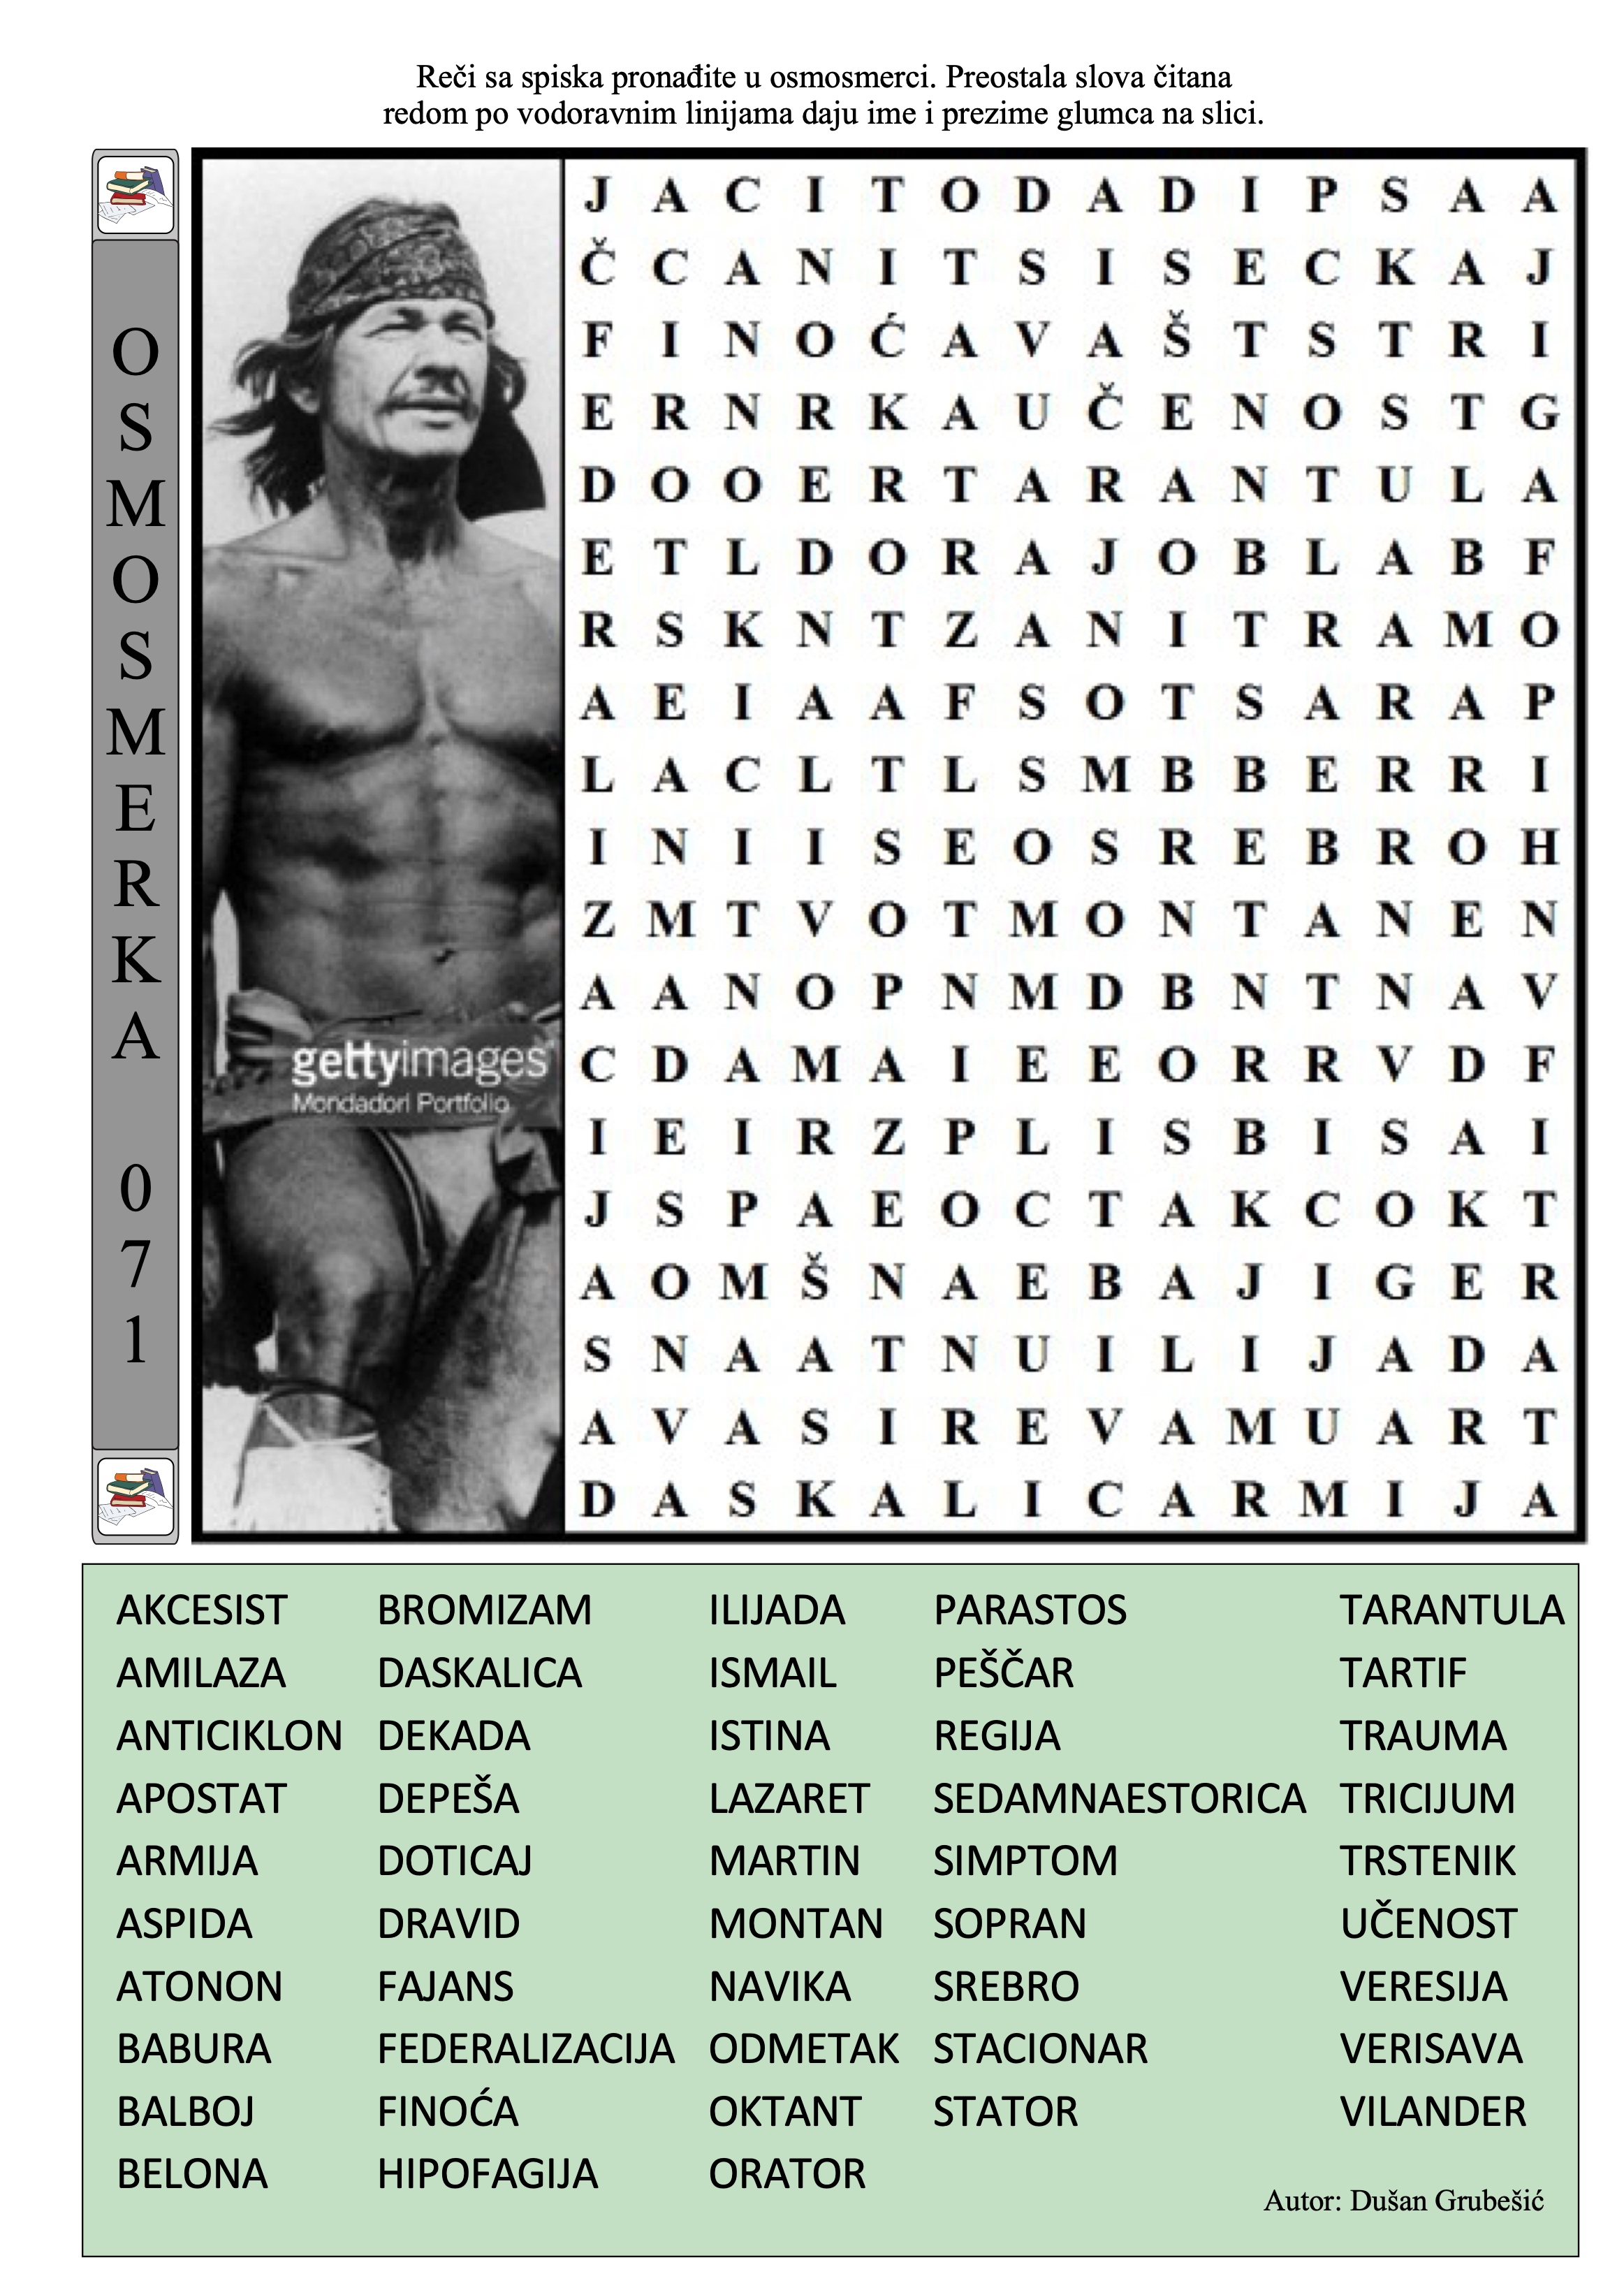 Reči sa spiska pronađite u osmosmerci. Preostala slova čitana
redom po vodoravnim linijama daju ime i prezime glumca na slici.
OSMOSMERKA 071
J A C I T O D A D I P S A A
Č C A N I T S I S E C K A J
F I N O Ć A V A Š T S T R I
E R N R K A U Č E N O S T G
D O O E R T A R A N T U L A
E T L D O R A J O B L A B F
R S K N T Z A N I T R A M O
A E I A A F S O T S A R A P
L A C L T L S M B B E R R I
I N I I S E O S R E B R O H
Z M T V O T M O N T A N E N
A A N O P N M D B N T N A V
C D A M A I E E O R R V D F
I E I R Z P L I S B I S A I
J S P A E O C T A K C O K T
A O M Š N A E B A J I G E R
S N A A T N U I L I J A D A
A V A S I R E V A M U A R T
D A S K A L I C A R M I J A
gettyimages
Mondadori Portfolio
AKCESIST BROMIZAM ILIJADA PARASTOS TARANTULA
AMILAZA DASKALICA ISMAIL PEŠČAR TARTIF
ANTICIKLON DEKADA ISTINA REGIJA TRAUMA
APOSTAT DEPEŠA LAZARET SEDAMNAESTORICA TRICIJUM
ARMIJA DOTICAJ MARTIN SIMPTOM TRSTENIK
ASPIDA DRAVID MONTAN SOPRAN UČENOST
ATONON FAJANS NAVIKA SREBRO VERESIJA
BABURA FEDERALIZACIJA ODMETAK STACIONAR VERISAVA
BALBOJ FINOĆA OKTANT STATOR VILANDER
BELONA HIPOFAGIJA ORATOR
Autor: Dušan Grubešić